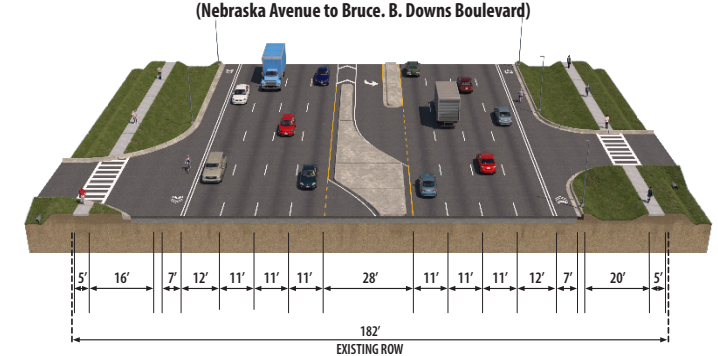 (Nebraska Avenue to Bruce. B. Downs Boulevard)
5' 16' 7' 12' 11' 11' 11' 28' 11' 11' 11' 12' 7' 20' 5'
182'
EXISTING ROW